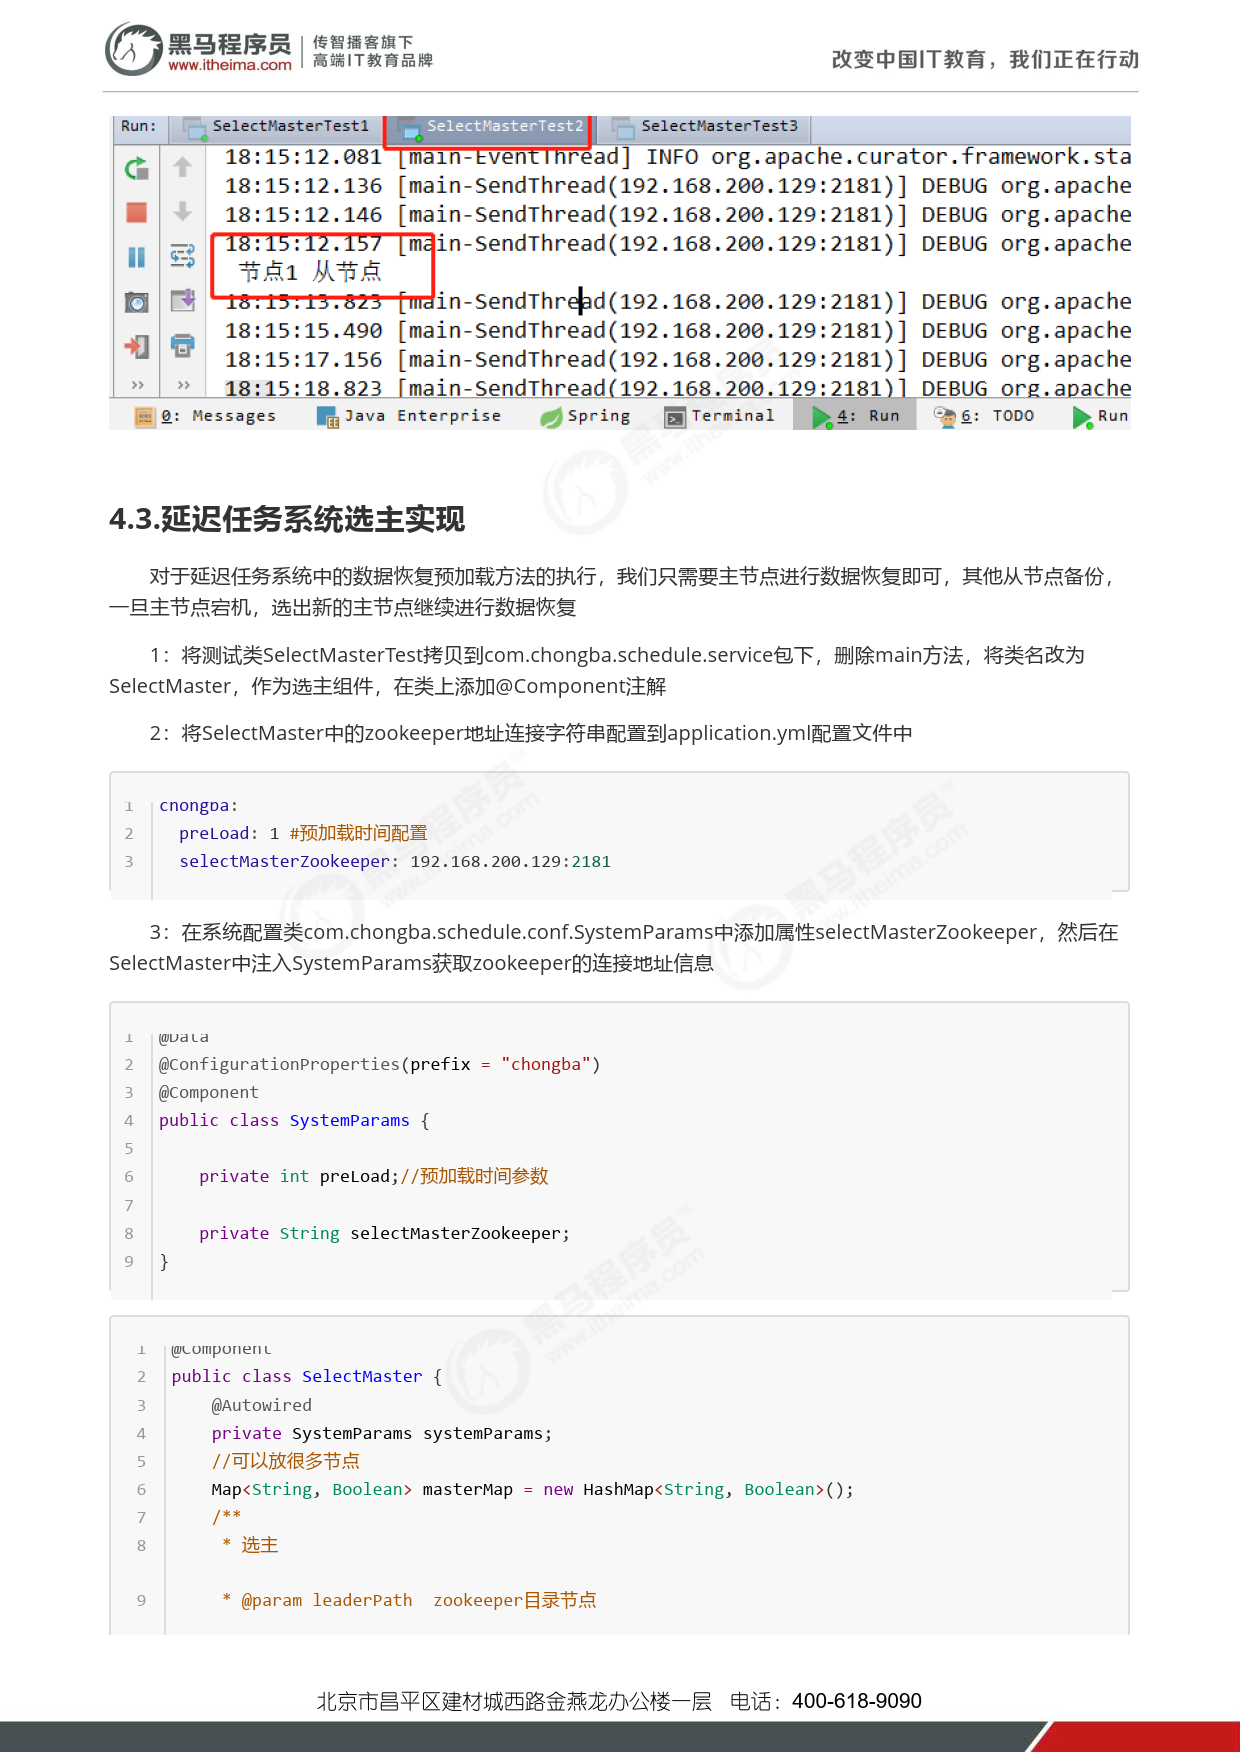 黑马程序员
www.itheima.com
传智播客旗下
高端IT教育品牌
改变中国IT教育，我们正在行动
Run: SelectMasterTest1 SelectMasterTest2 SelectMasterTest3
18:15:12.081 [main-EventThread] INFO org.apache.curator.framework.sta
18:15:12.136 [main-SendThread(192.168.200.129:2181)] DEBUG org.apache
18:15:12.146 [main-SendThread(192.168.200.129:2181)] DEBUG org.apache
18:15:12.157 [main-SendThread(192.168.200.129:2181)] DEBUG org.apache
节点1 从节点
18:15:13.823 [main-SendThread(192.168.200.129:2181)] DEBUG org.apache
18:15:15.490 [main-SendThread(192.168.200.129:2181)] DEBUG org.apache
18:15:17.156 [main-SendThread(192.168.200.129:2181)] DEBUG org.apache
18:15:18.823 [main-SendThread(192.168.200.129:2181)] DEBUG org.apache
0: Messages Java Enterprise Spring Terminal 4: Run 6: TODO Run
4.3.延迟任务系统选主实现
对于延迟任务系统中的数据恢复预加载方法的执行，我们只需要主节点进行数据恢复即可，其他从节点备份，
一旦主节点宕机，选出新的主节点继续进行数据恢复
1：将测试类SelectMasterTest拷贝到com.chongba.schedule.service包下，删除main方法，将类名改为
SelectMaster，作为选主组件，在类上添加@Component注解
2：将SelectMaster中的zookeeper地址连接字符串配置到application.yml配置文件中
1 chongba:
2 preLoad: 1 #预加载时间配置
3 selectMasterZookeeper: 192.168.200.129:2181
3：在系统配置类com.chongba.schedule.conf.SystemParams中添加属性selectMasterZookeeper，然后在
SelectMaster中注入SystemParams获取zookeeper的连接地址信息
1 @Data
2 @ConfigurationProperties(prefix = "chongba")
3 @Component
4 public class SystemParams {
5
6 private int preLoad;//预加载时间参数
7
8 private String selectMasterZookeeper;
9 }
1 @Component
2 public class SelectMaster {
3 @Autowired
4 private SystemParams systemParams;
5 //可以放很多节点
6 Map<String, Boolean> masterMap = new HashMap<String, Boolean>();
7 /**
8 * 选主
9 * @param leaderPath zookeeper目录节点
北京市昌平区建材城西路金燕龙办公楼一层 电话：400-618-9090